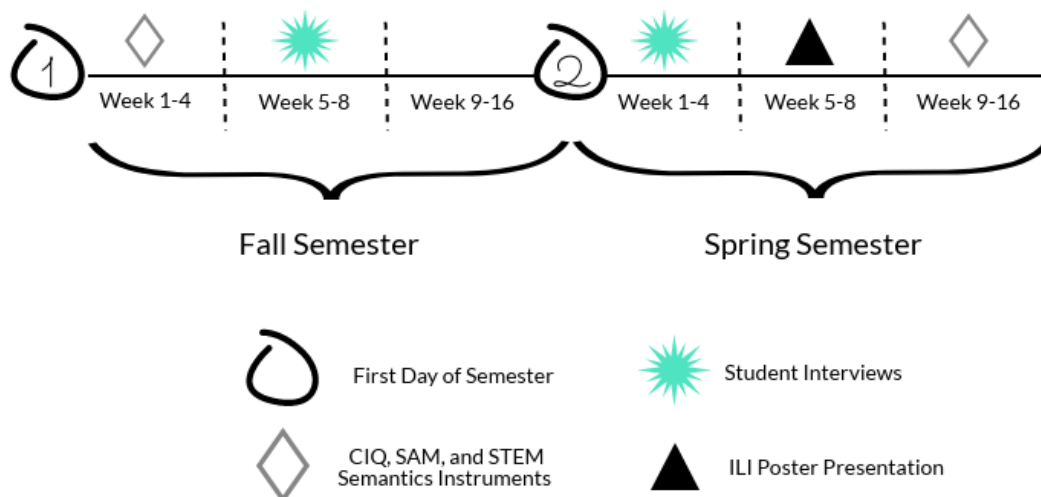 1
2
Week 1-4
Week 5-8
Week 9-16
Week 1-4
Week 5-8
Week 9-16
Fall Semester
Spring Semester
First Day of Semester
Student Interviews
CIQ, SAM, and STEM
Semantics Instruments
ILI Poster Presentation